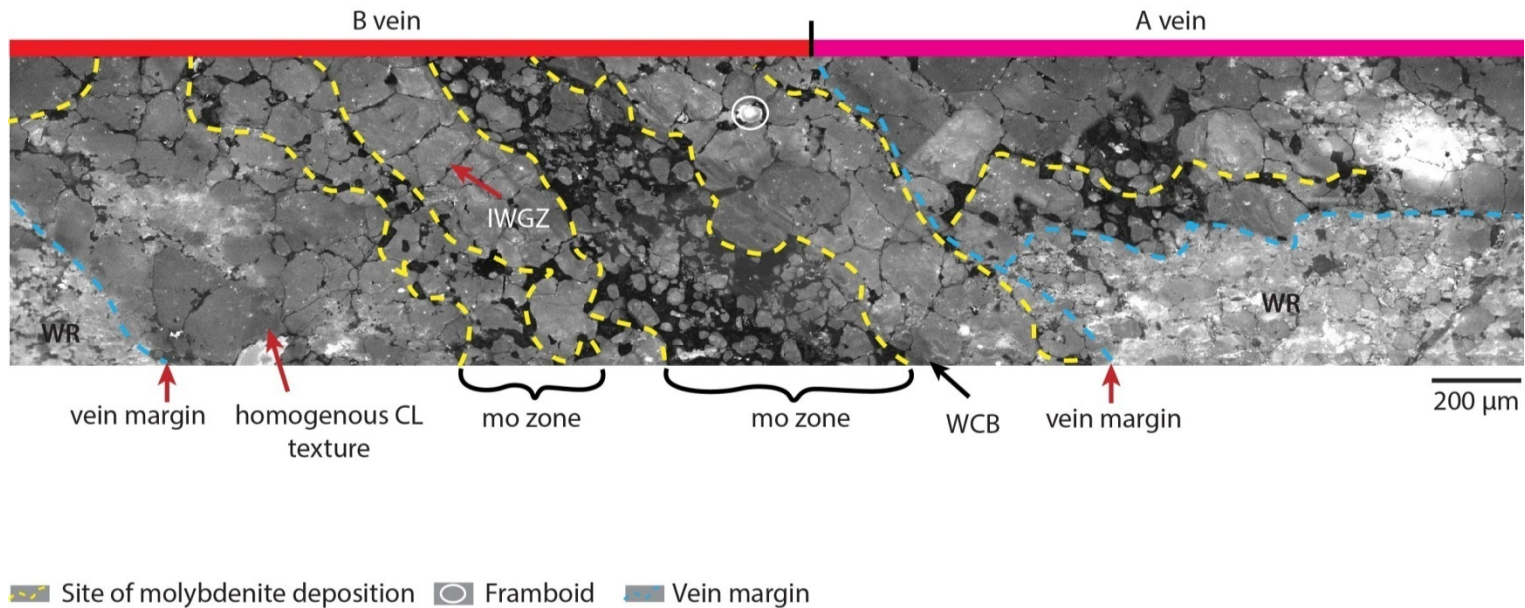 B vein
A vein
IWGZ
WR
WR
vein margin
homogenous CL
texture
mo zone
mo zone
WCB
vein margin
200 µm
Site of molybdenite deposition
Framboid
Vein margin